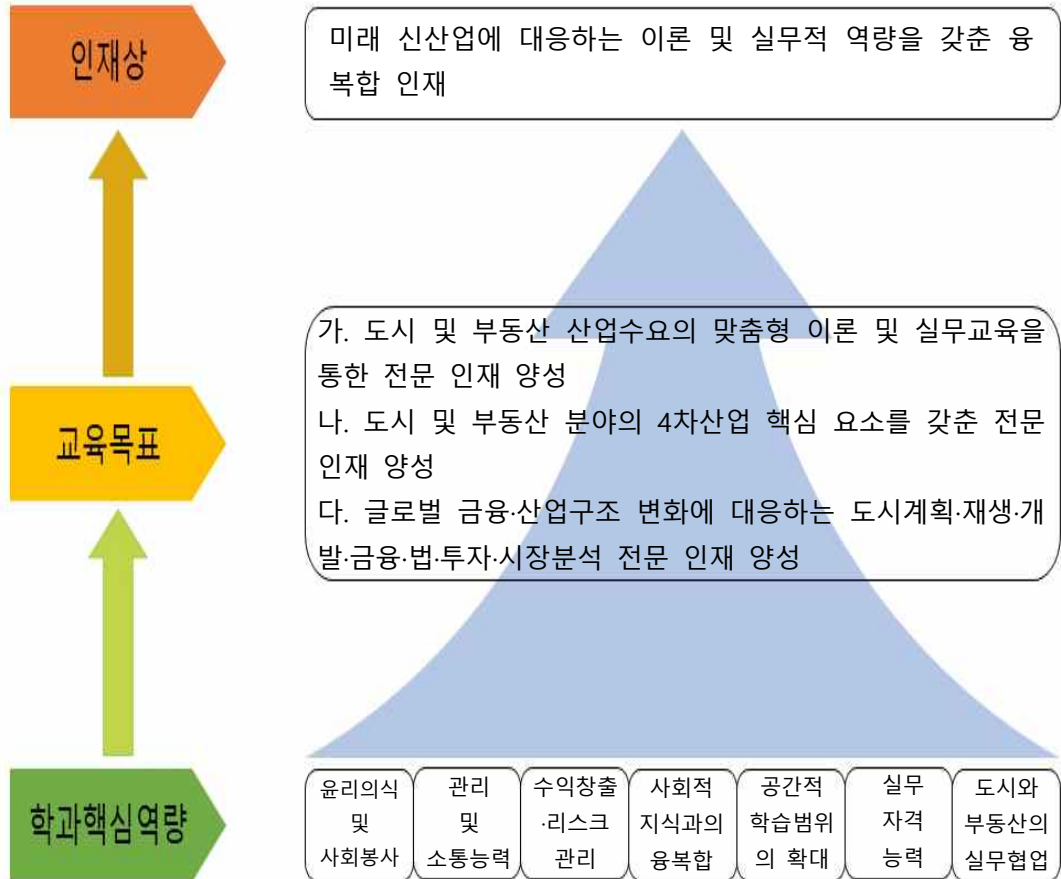 인재상
미래 신산업에 대응하는 이론 및 실무적 역량을 갖춘 융
복합 인재
교육목표
가. 도시 및 부동산 산업수요의 맞춤형 이론 및 실무교육을
통한 전문 인재 양성
나. 도시 및 부동산 분야의 4차산업 핵심 요소를 갖춘 전문
인재 양성
다. 글로벌 금융·산업구조 변화에 대응하는 도시계획·재생·개
발·금융·법·투자·시장분석 전문 인재 양성
학과핵심역량
윤리의식
및
사회봉사
관리
및
소통능력
수익창출
·리스크
관리
사회적
지식과의
융복합
공간적
학습범위
의 확대
실무
자격
능력
도시와
부동산의
실무협업